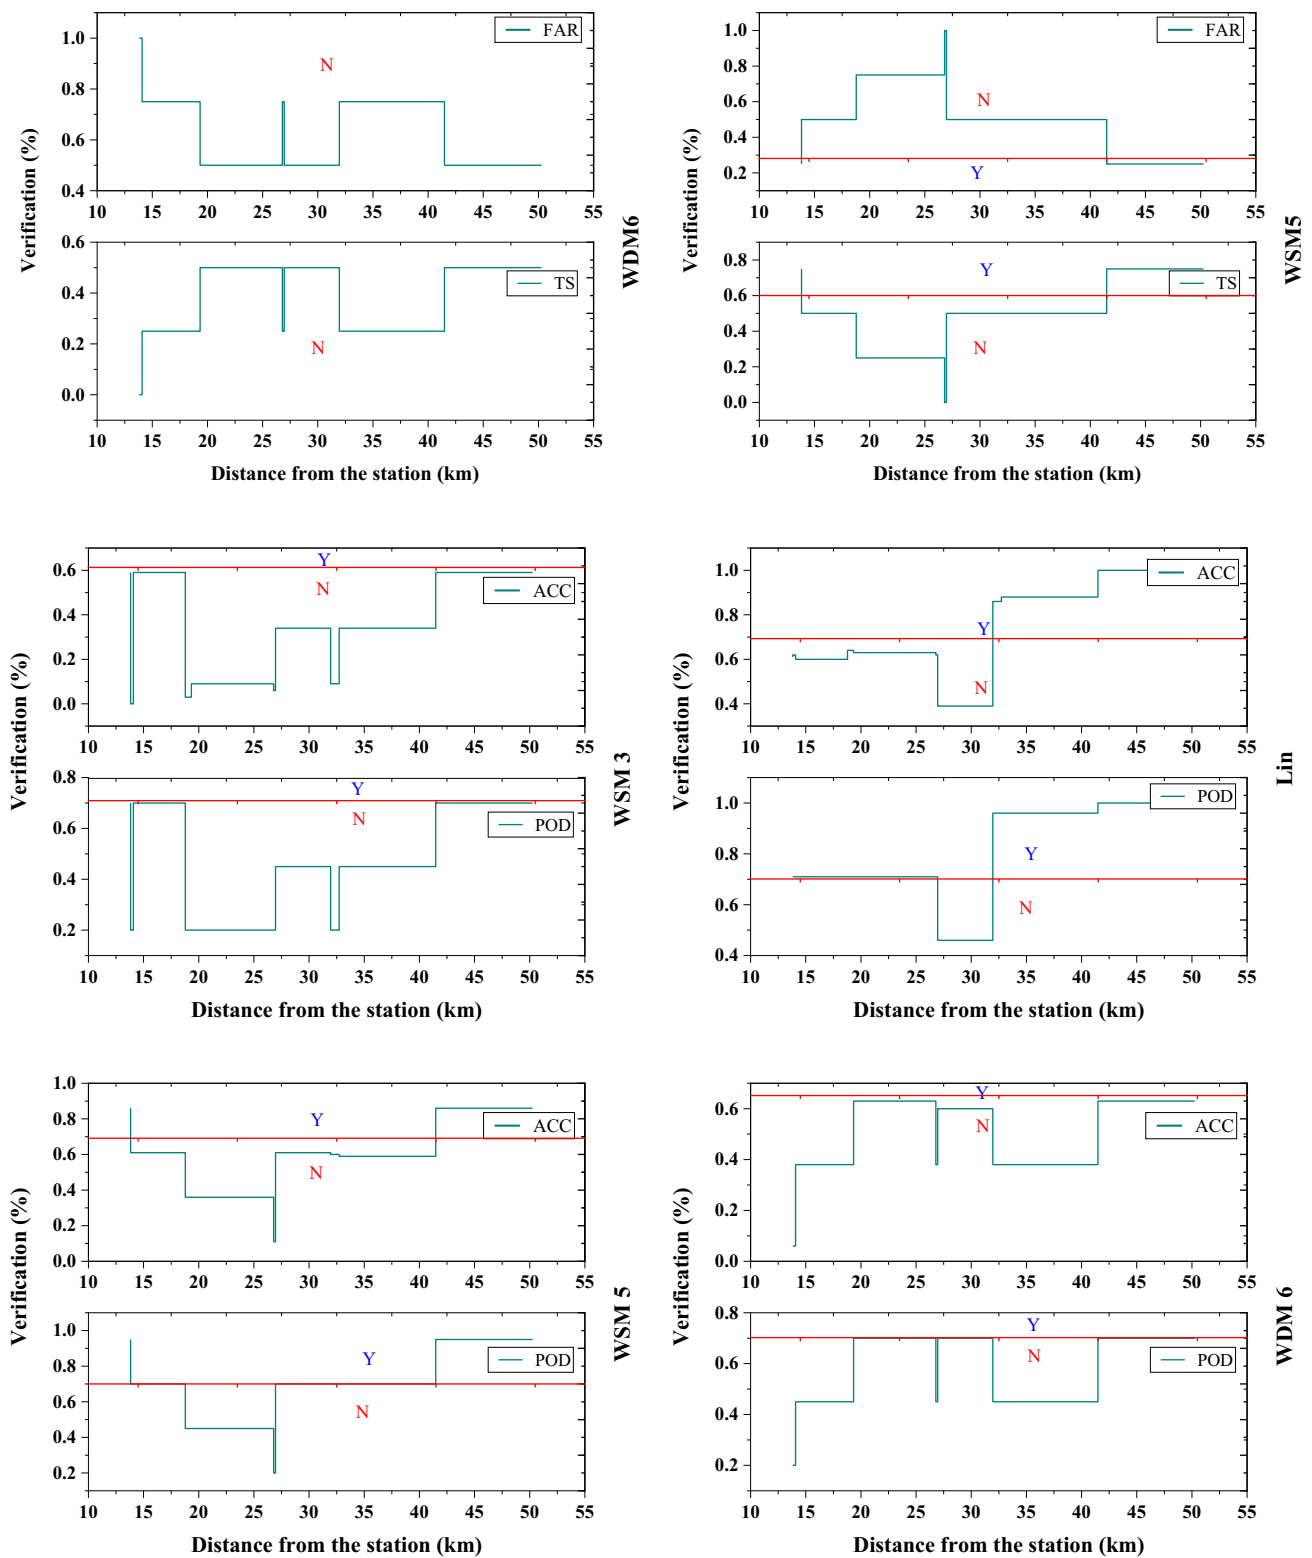 1.0
0.8
0.6
0.4
Verification (%)
FAR
N
10 15 20 25 30 35 40 45 50 55
0.6
0.4
0.2
0.0
TS
N
10 15 20 25 30 35 40 45 50 55
Distance from the station (km)
WDM6
1.0
0.8
0.6
0.4
0.2
Verification (%)
FAR
N
Y
10 15 20 25 30 35 40 45 50 55
0.8
0.6
0.4
0.2
0.0
Y
TS
N
10 15 20 25 30 35 40 45 50 55
Distance from the station (km)
WSM5
0.6
0.4
0.2
0.0
Verification (%)
Y
N
ACC
10 15 20 25 30 35 40 45 50 55
0.8
0.6
0.4
0.2
Y
N
POD
10 15 20 25 30 35 40 45 50 55
Distance from the station (km)
WSM 3
1.0
0.8
0.6
0.4
Verification (%)
ACC
Y
N
10 15 20 25 30 35 40 45 50 55
1.0
0.8
0.6
0.4
POD
Y
N
10 15 20 25 30 35 40 45 50 55
Distance from the station (km)
Lin
1.0
0.8
0.6
0.4
0.2
0.0
Verification (%)
Y
ACC
N
10 15 20 25 30 35 40 45 50 55
1.0
0.8
0.6
0.4
0.2
Y
POD
N
10 15 20 25 30 35 40 45 50 55
Distance from the station (km)
WSM 5
0.6
0.4
0.2
0.0
Verification (%)
Y
N
ACC
10 15 20 25 30 35 40 45 50 55
0.8
0.6
0.4
0.2
Y
N
POD
10 15 20 25 30 35 40 45 50 55
Distance from the station (km)
WDM 6